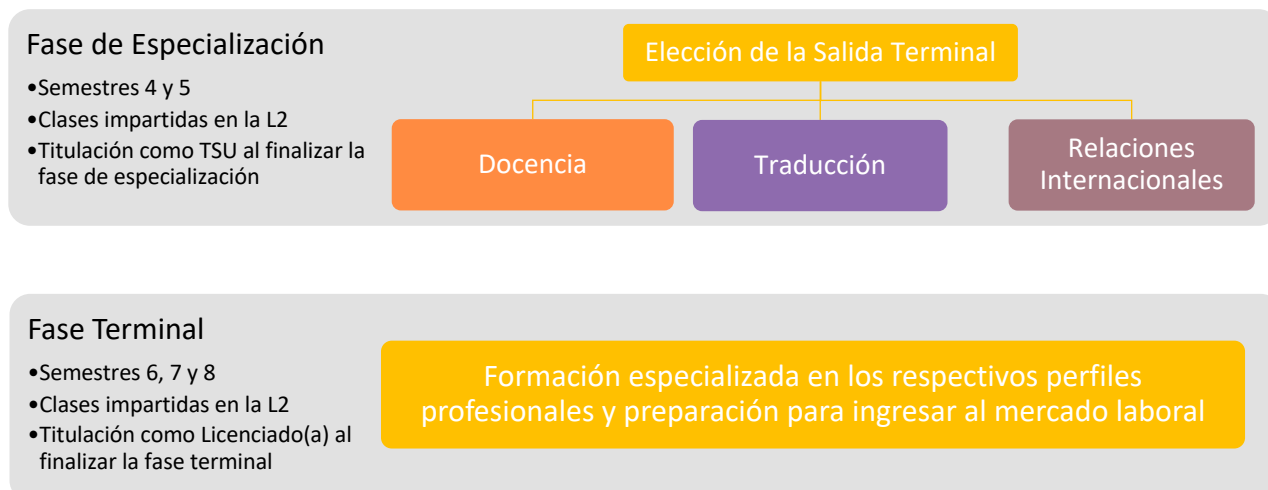 Fase de Especialización
•Semestres 4 y 5
•Clases impartidas en la L2
•Titulación como TSU al finalizar la
fase de especialización
Elección de la Salida Terminal
Docencia
Traducción
Relaciones
Internacionales
Fase Terminal
•Semestres 6, 7 y 8
•Clases impartidas en la L2
•Titulación como Licenciado(a) al
finalizar la fase terminal
Formación especializada en los respectivos perfiles
profesionales y preparación para ingresar al mercado laboral